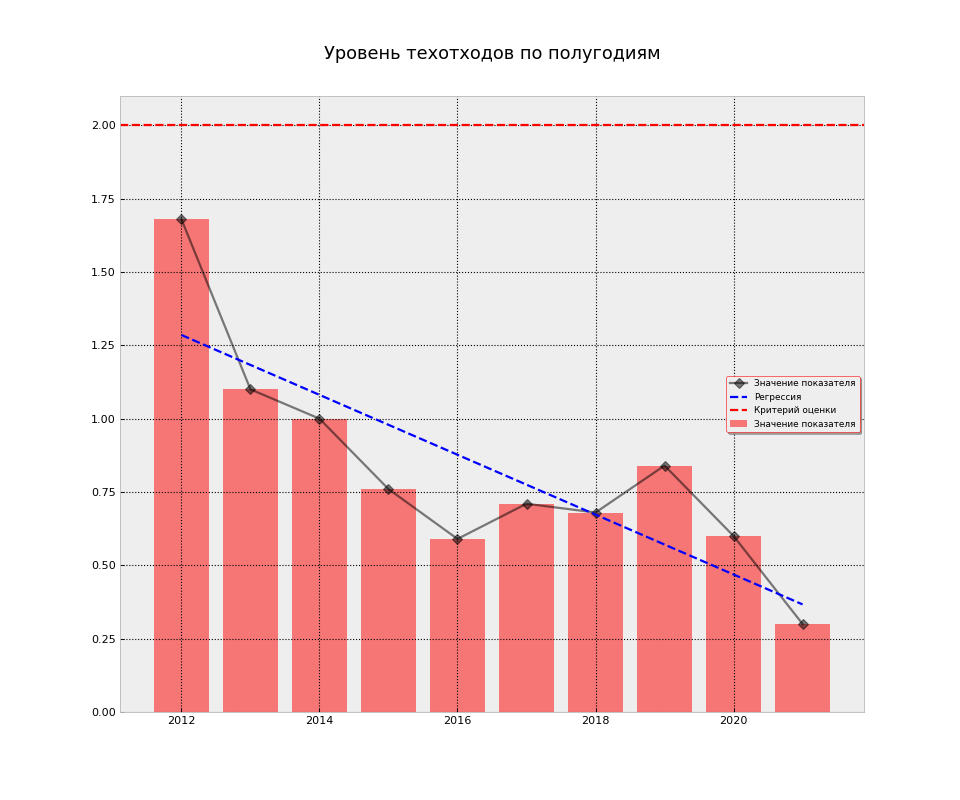 Уровень техотходов по полугодиям
2.00
1.75
1.50
1.25
1.00
0.75
0.50
0.25
0.00
Значение показателя
Регрессия
Критерий оценки
Значение показателя
2012 2014 2016 2018 2020